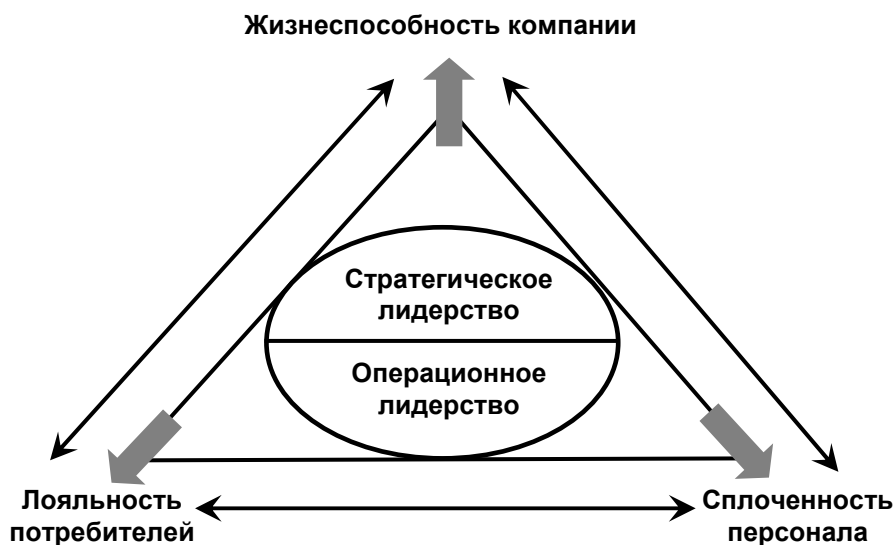 Жизнеспособность компании
Стратегическое
лидерство
Операционное
лидерство
Лояльность
потребителей
Сплоченность
персонала